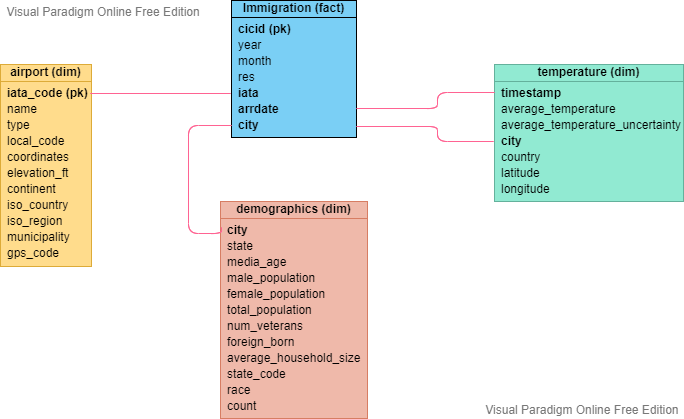 Visual Paradigm Online Free Edition
Immigration (fact)
cicid (pk)
year
month
res
iata
arrdate
city
airport (dim)
iata_code (pk)
name
type
local_code
coordinates
elevation_ft
continent
iso_country
iso_region
municipality
gps_code
temperature (dim)
timestamp
average_temperature
average_temperature_uncertainty
city
country
latitude
longitude
demographics (dim)
city
state
media_age
male_population
female_population
total_population
num_veterans
foreign_born
average_household_size
state_code
race
count
Visual Paradigm Online Free Edition